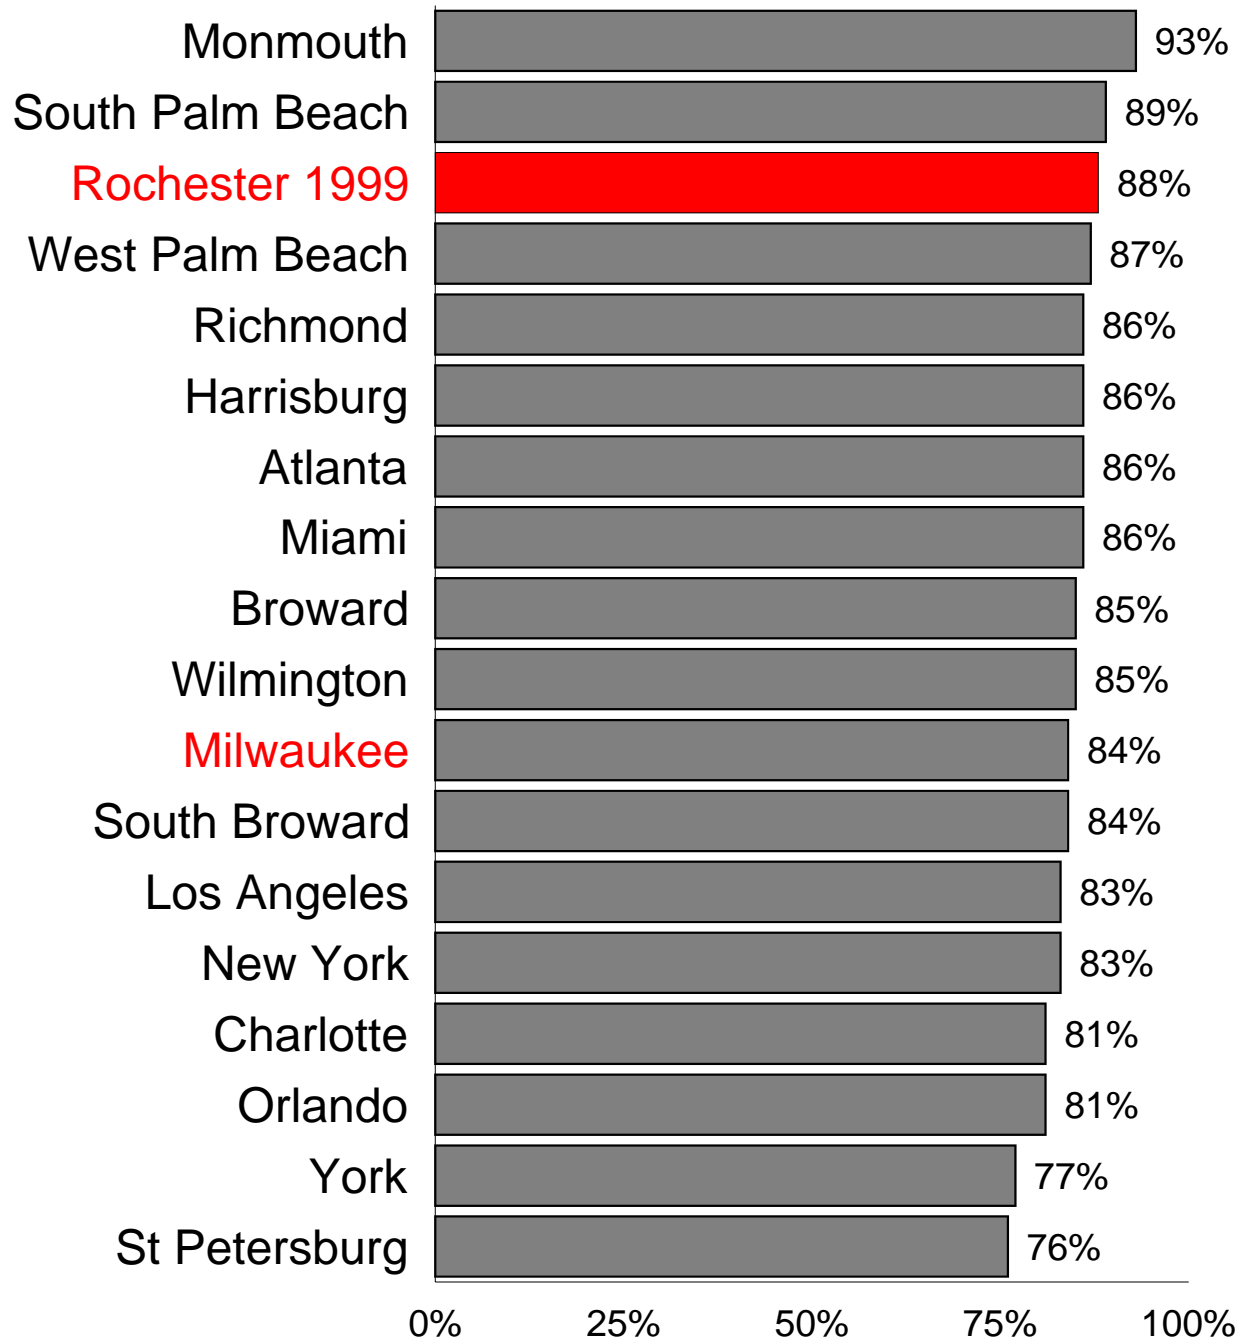 Monmouth 93%
South Palm Beach 89%
Rochester 1999 88%
West Palm Beach 87%
Richmond 86%
Harrisburg 86%
Atlanta 86%
Miami 86%
Broward 85%
Wilmington 85%
Milwaukee 84%
South Broward 84%
Los Angeles 83%
New York 83%
Charlotte 81%
Orlando 81%
York 77%
St Petersburg 76%
0% 25% 50% 75% 100%